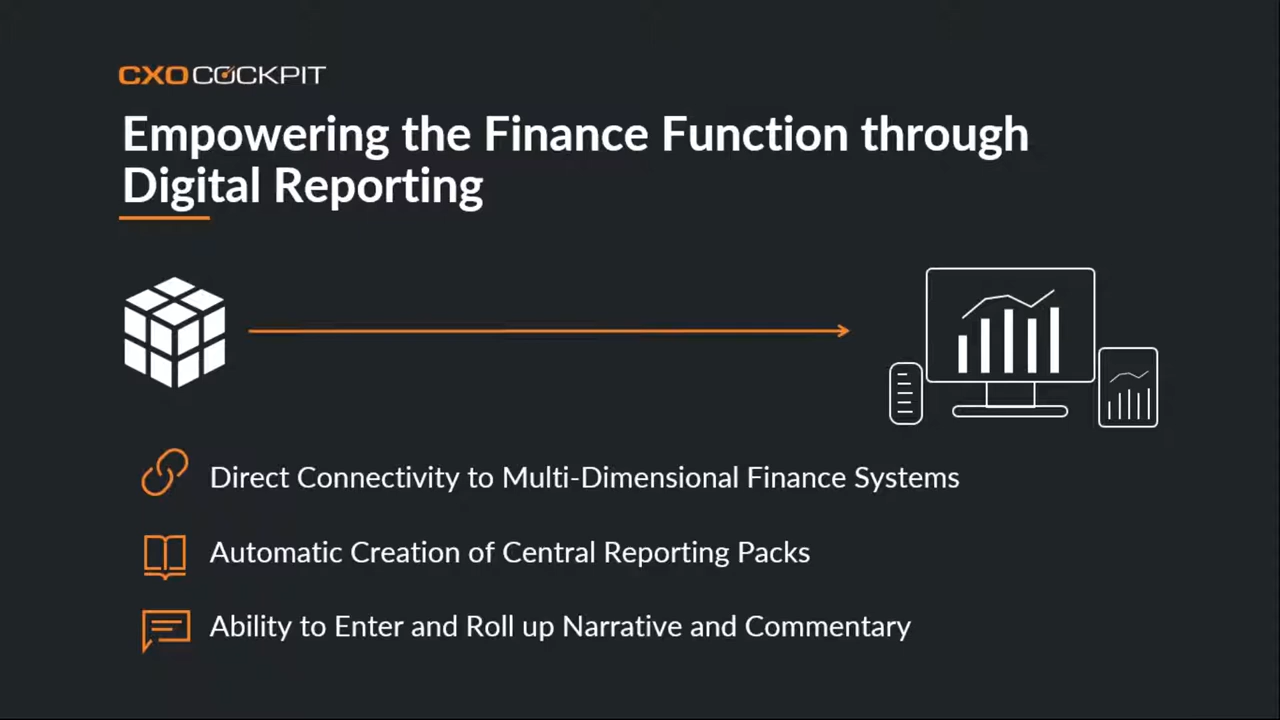 CXOCOCKPIT
Empowering the Finance Function through
Digital Reporting
Direct Connectivity to Multi-Dimensional Finance Systems
Automatic Creation of Central Reporting Packs
Ability to Enter and Roll up Narrative and Commentary